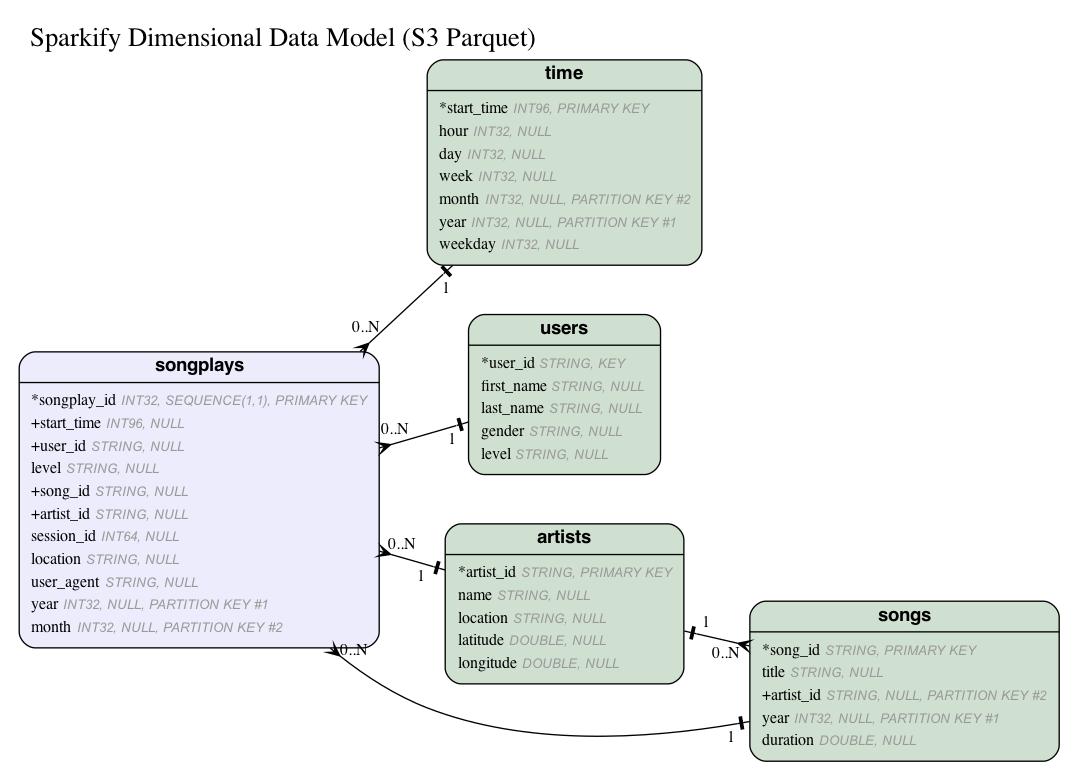 Sparkify Dimensional Data Model (S3 Parquet)
time
*start_time INT96, PRIMARY KEY
hour INT32, NULL
day INT32, NULL
week INT32, NULL
month INT32, NULL, PARTITION KEY #2
year INT32, NULL, PARTITION KEY #1
weekday INT32, NULL
1
0..N
users
*user_id STRING, KEY
first_name STRING, NULL
last_name STRING, NULL
gender STRING, NULL
level STRING, NULL
songplays
*songplay_id INT32, SEQUENCE(1,1), PRIMARY KEY
+start_time INT96, NULL
+user_id STRING, NULL
level STRING, NULL
+song_id STRING, NULL
+artist_id STRING, NULL
session_id INT64, NULL
location STRING, NULL
user_agent STRING, NULL
year INT32, NULL, PARTITION KEY #1
month INT32, NULL, PARTITION KEY #2
0..N
1
0..N
1
artists
*artist_id STRING, PRIMARY KEY
name STRING, NULL
location STRING, NULL
latitude DOUBLE, NULL
longitude DOUBLE, NULL
1
0..N
songs
*song_id STRING, PRIMARY KEY
title STRING, NULL
+artist_id STRING, NULL, PARTITION KEY #2
year INT32, NULL, PARTITION KEY #1
duration DOUBLE, NULL
0..N
1